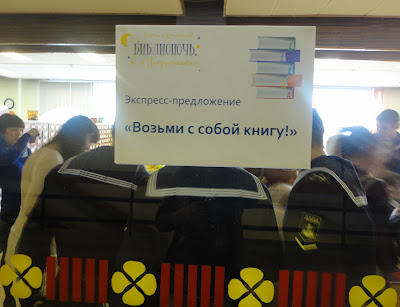 БИБЛИОНОЧЬ
Экспресс-предложение
«Возьми с собой книгу!»